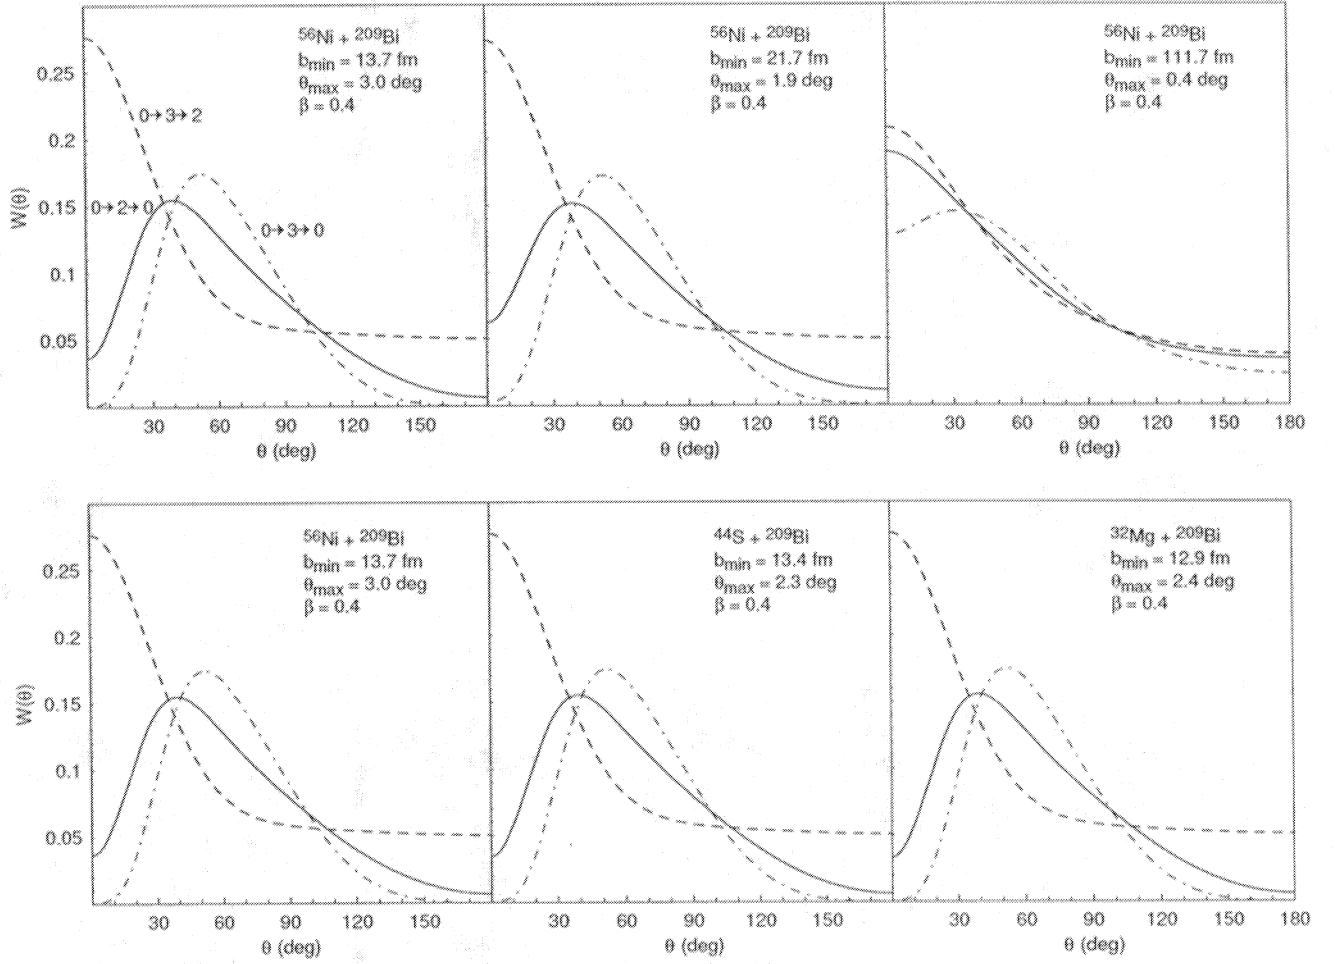 ⁵⁶Ni + ²⁰⁹Bi
b_min = 13.7 fm
θ_max = 3.0 deg
β = 0.4
0→3→2
0→2→0
0→3→0
W(θ)
0.25
0.2
0.15
0.1
0.05
30 60 90 120 150
θ (deg)
⁵⁶Ni + ²⁰⁹Bi
b_min = 21.7 fm
θ_max = 1.9 deg
β = 0.4
30 60 90 120 150
θ (deg)
⁵⁶Ni + ²⁰⁹Bi
b_min = 111.7 fm
θ_max = 0.4 deg
β = 0.4
30 60 90 120 150 180
θ (deg)
⁵⁶Ni + ²⁰⁹Bi
b_min = 13.7 fm
θ_max = 3.0 deg
β = 0.4
W(θ)
0.25
0.2
0.15
0.1
0.05
30 60 90 120 150
θ (deg)
⁴⁴S + ²⁰⁹Bi
b_min = 13.4 fm
θ_max = 2.3 deg
β = 0.4
30 60 90 120 150
θ (deg)
³²Mg + ²⁰⁹Bi
b_min = 12.9 fm
θ_max = 2.4 deg
β = 0.4
30 60 90 120 150 180
θ (deg)